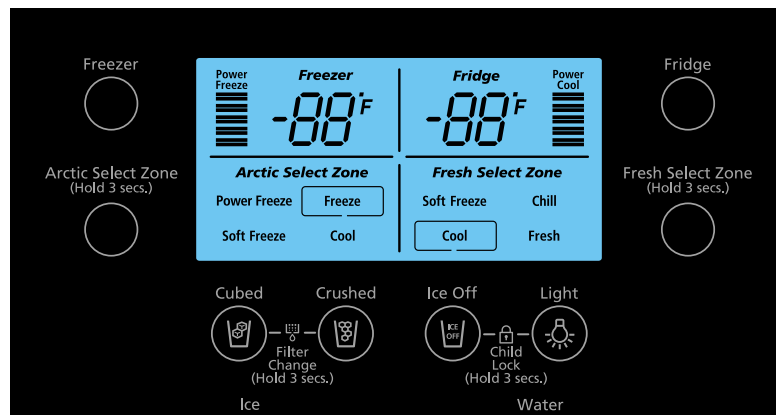 Freezer
Arctic Select Zone
(Hold 3 secs.)
Power
Freeze
Freezer
-88°F
Fridge
-88°F
Power
Cool
Arctic Select Zone
Power Freeze
Freeze
Soft Freeze
Cool
Fresh Select Zone
Soft Freeze
Chill
Cool
Fresh
Fridge
Fresh Select Zone
(Hold 3 secs.)
Cubed
Crushed
Filter
Change
(Hold 3 secs.)
Ice
Ice Off
Light
ICE
OFF
Child
Lock
(Hold 3 secs.)
Water